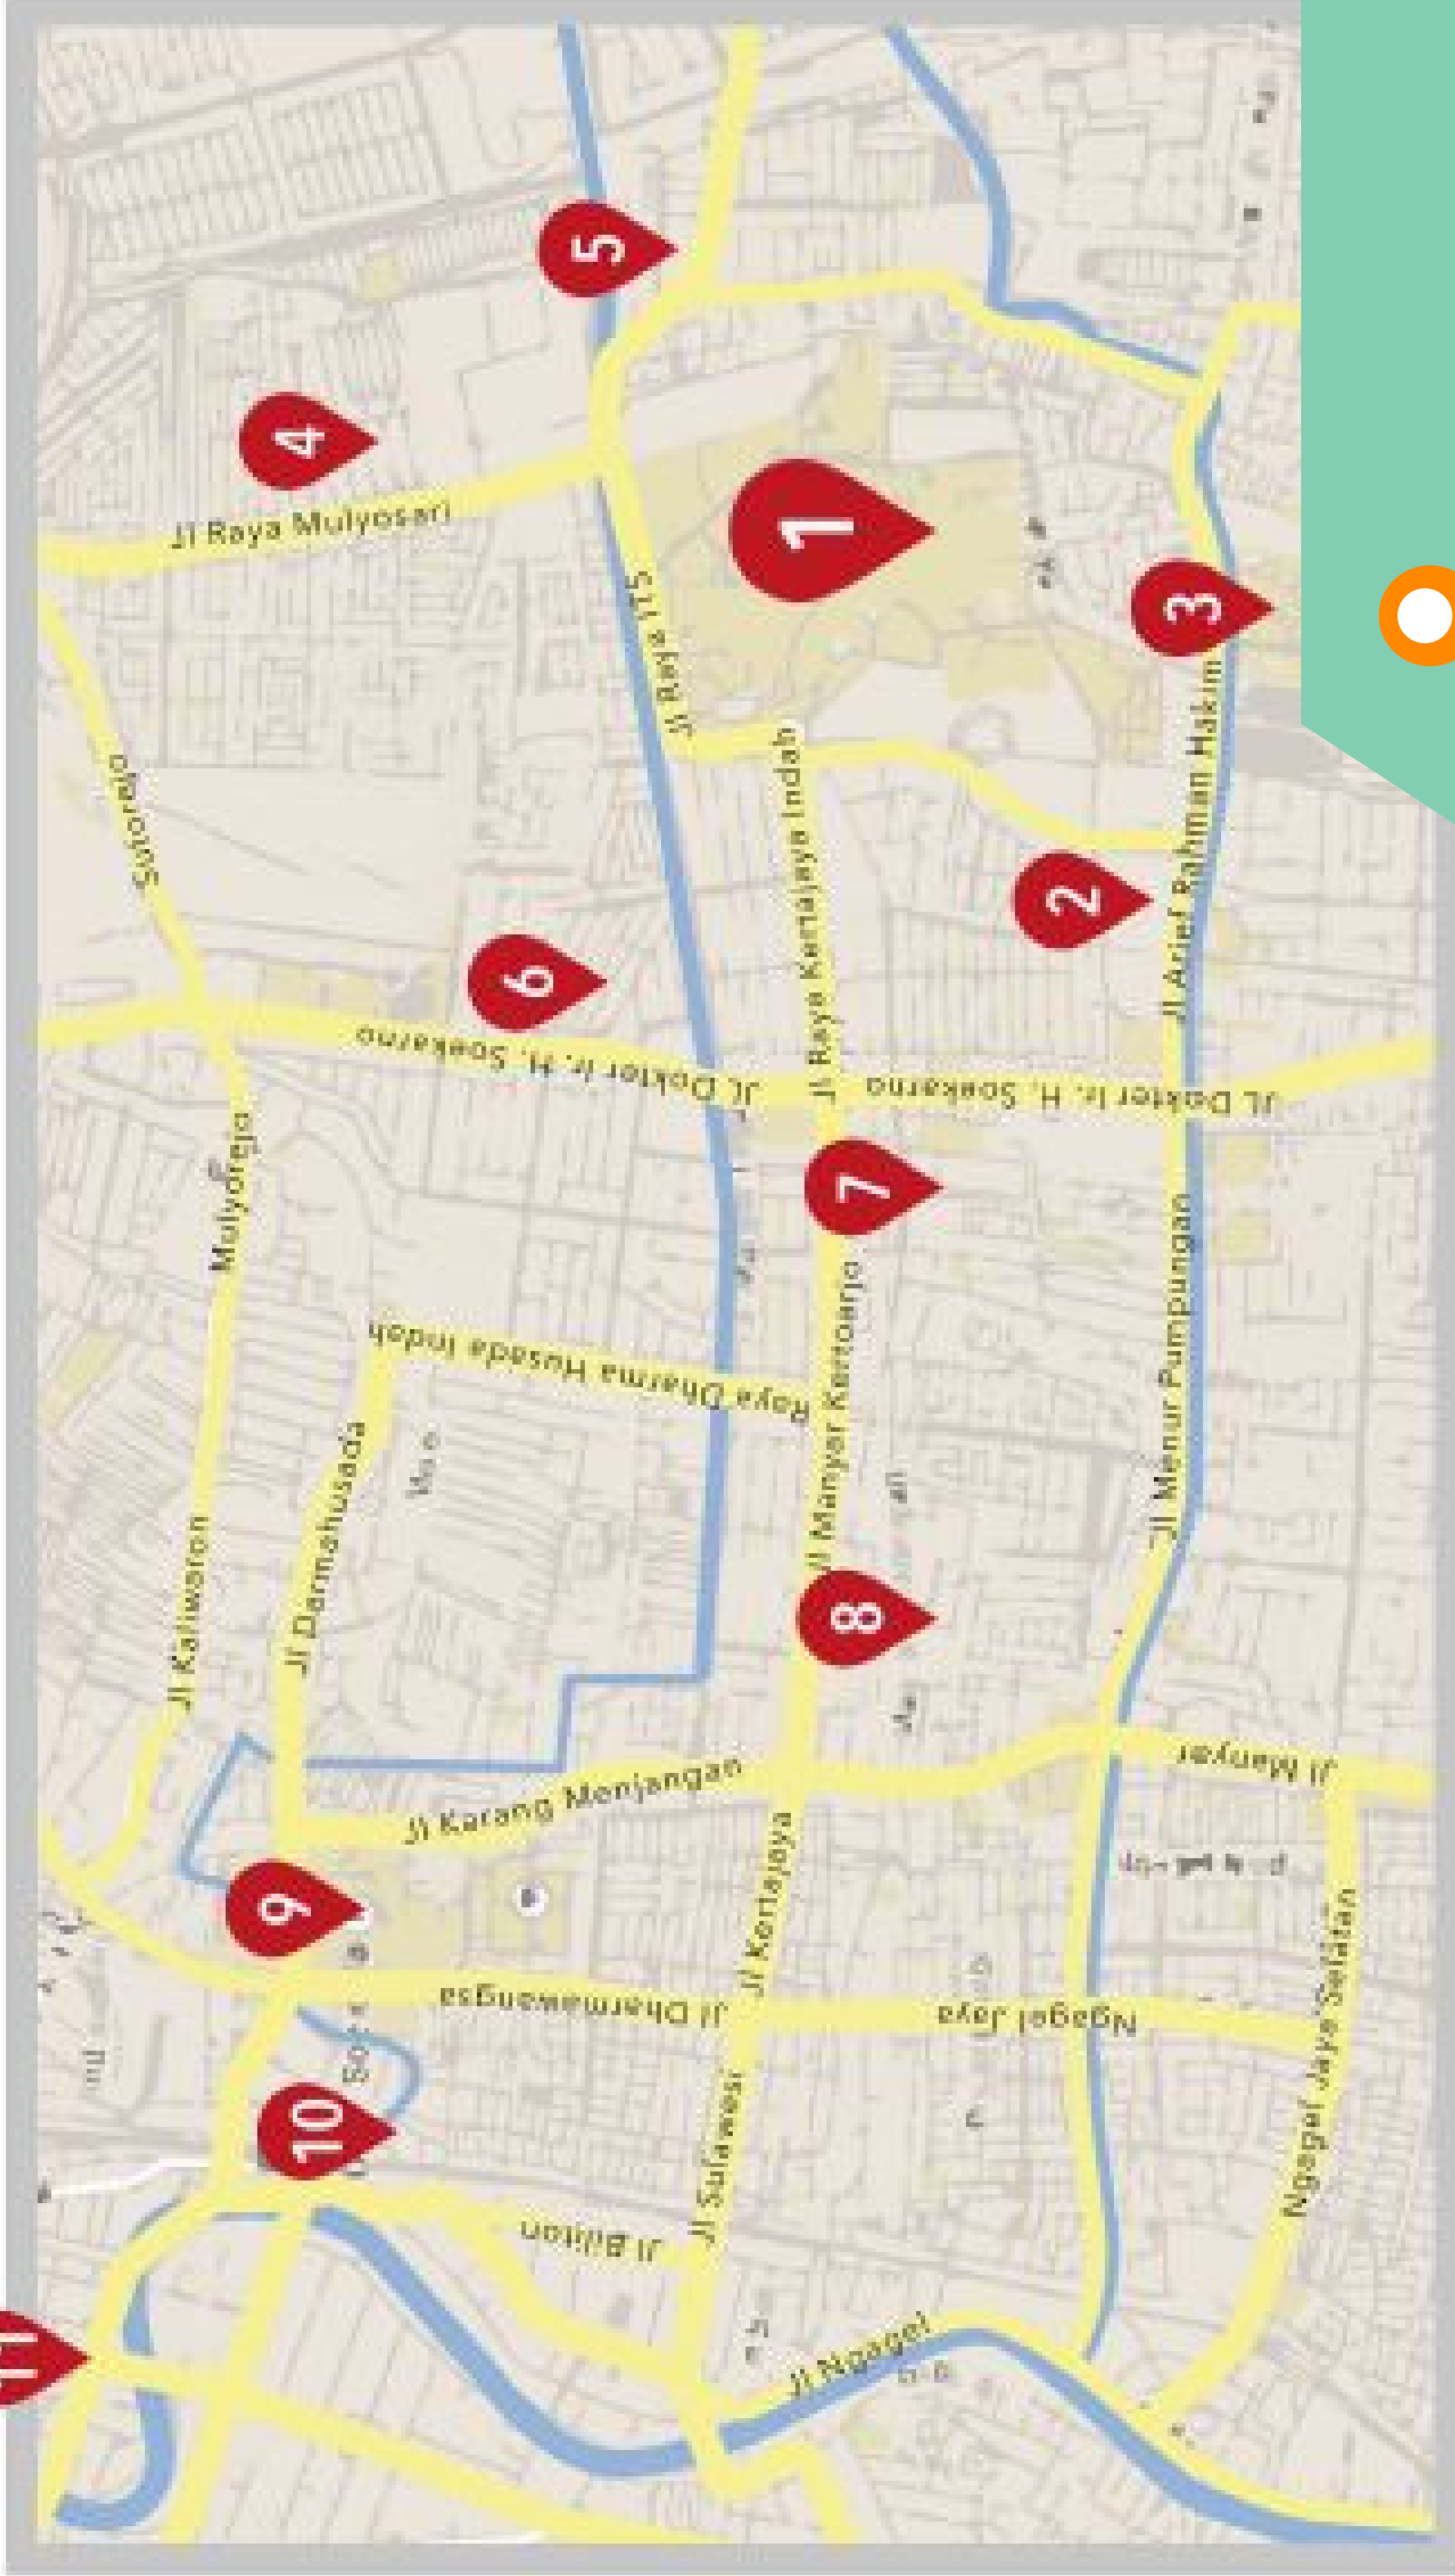 11
10
9
8
7
6
5
4
3
2
1
Jl Kaliwaron
Mulyorejo
Sutorejo
Jl Raya Mulyosari
Jl Darmahusada
Raya Dharma Husada Indah
JL Dokter Ir. H. Soekarno
JL Dokter Ir. H. Soekarno
Jl Raya ITS
Jl Karang Menjangan
Jl Dharmawangsa
Jl Biliton
Jl Sulawesi
Jl Kertajaya
Jl Manyar Kertoarjo
Jl Raya Kertajaya Indah
Jl Ngagel
Ngagel Jaya
Jl Manyar
Jl Menur Pumpungan
Jl Arief Rahman Hakim
Ngagel Jaya Selatan